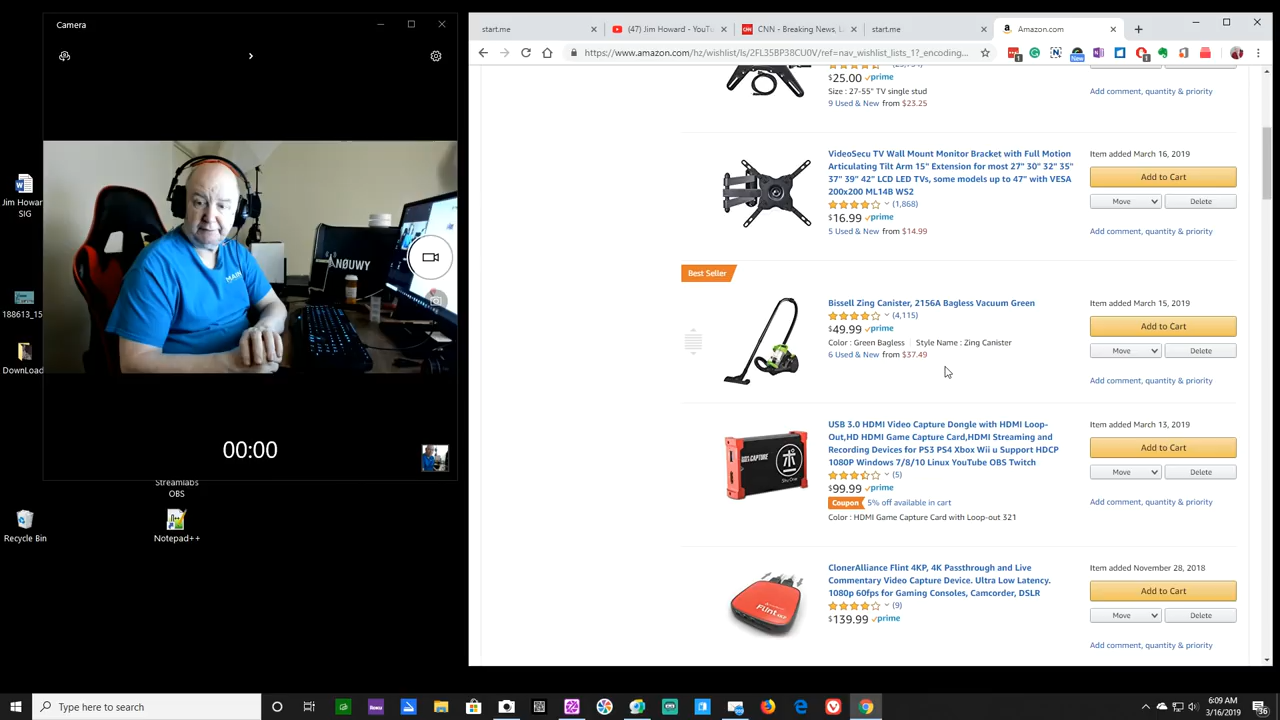 Camera
MAIN
ANØUWY
00:00
Jim Howar
SIG
188613_15
DownLoad
Recycle Bin
Streamlabs
OBS
Notepad++
start.me
(47) Jim Howard - YouTu
CNN - Breaking News, L
start.me
Amazon.com
https://www.amazon.com/hz/wishlist/ls/2FL35BP38CU0V/ref=nav_wishlist_lists_1?_encoding...
New
$25.00 prime
Size : 27-55" TV single stud
9 Used & New from $23.25
Add comment, quantity & priority
VideoSecu TV Wall Mount Monitor Bracket with Full Motion
Articulating Tilt Arm 15" Extension for most 27" 30" 32" 35"
37" 39" 42" LCD LED TVs, some models up to 47" with VESA
200x200 ML14B WS2
(1,868)
$16.99 prime
5 Used & New from $14.99
Item added March 16, 2019
Add to Cart
Move
Delete
Add comment, quantity & priority
Best Seller
Bissell Zing Canister, 2156A Bagless Vacuum Green
(4,115)
$49.99 prime
Color : Green Bagless | Style Name : Zing Canister
6 Used & New from $37.49
Item added March 15, 2019
Add to Cart
Move
Delete
Add comment, quantity & priority
USB 3.0 HDMI Video Capture Dongle with HDMI Loop-
Out,HD HDMI Game Capture Card,HDMI Streaming and
Recording Devices for PS3 PS4 Xbox Wii u Support HDCP
1080P Windows 7/8/10 Linux YouTube OBS Twitch
(5)
$99.99 prime
Coupon 5% off available in cart
Color : HDMI Game Capture Card with Loop-out 321
Item added March 13, 2019
Add to Cart
Move
Delete
Add comment, quantity & priority
ClonerAlliance Flint 4KP, 4K Passthrough and Live
Commentary Video Capture Device. Ultra Low Latency.
1080p 60fps for Gaming Consoles, Camcorder, DSLR
(9)
$139.99 prime
Flint
Item added November 28, 2018
Add to Cart
Move
Delete
Add comment, quantity & priority
Type here to search
Roku
6:09 AM
3/16/2019
36